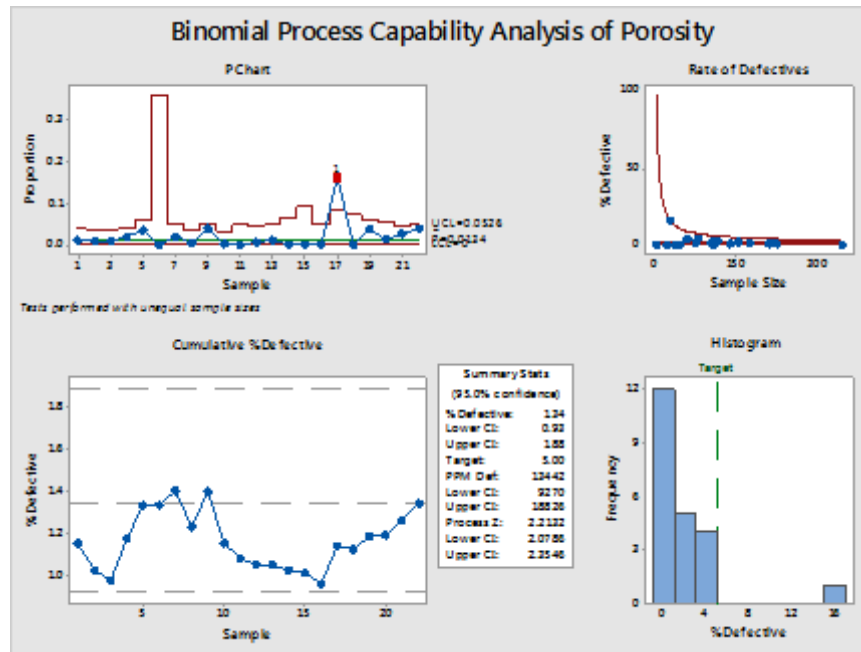 Binomial Process Capability Analysis of Porosity
P Chart
Proportion
0.3
0.2
0.1
0.0
1
UCL=0.0526
P=0.0134
1 3 5 7 9 11 13 15 17 19 21
Sample
Tests performed with unequal sample sizes
Rate of Defectives
%Defective
100
50
0
0 150 200
Sample Size
Cumulative %Defective
%Defective
1.8
1.6
1.4
1.2
1.0
5 10 15 20
Sample
Summary Stats
(95.0% confidence)
%Defective: 1.34
Lower CI: 0.93
Upper CI: 1.88
Target: 5.00
PPM Def: 13442
Lower CI: 9270
Upper CI: 18826
Process Z: 2.2132
Lower CI: 2.0786
Upper CI: 2.3546
Histogram
Target
Frequency
12
9
6
3
0
0 4 8 12 16
%Defective